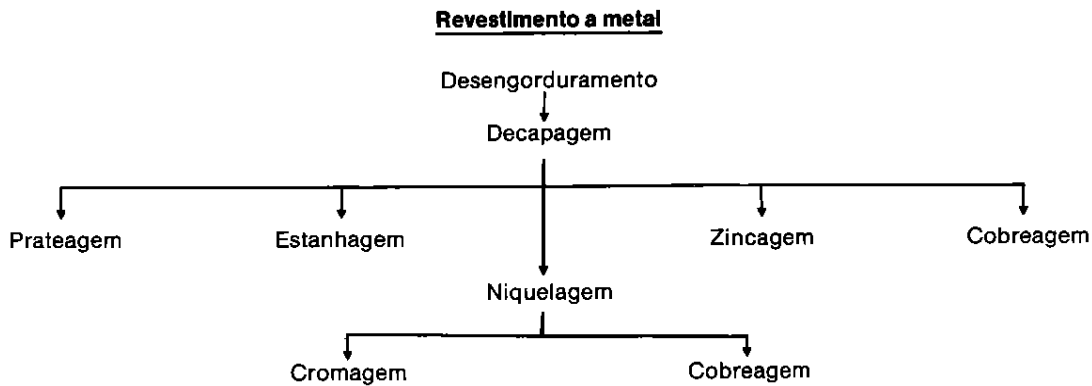 Revestimento a metal
Desengorduramento
Decapagem
Prateagem Estanhagem Zincagem Cobreagem
Niquelagem
Cromagem Cobreagem